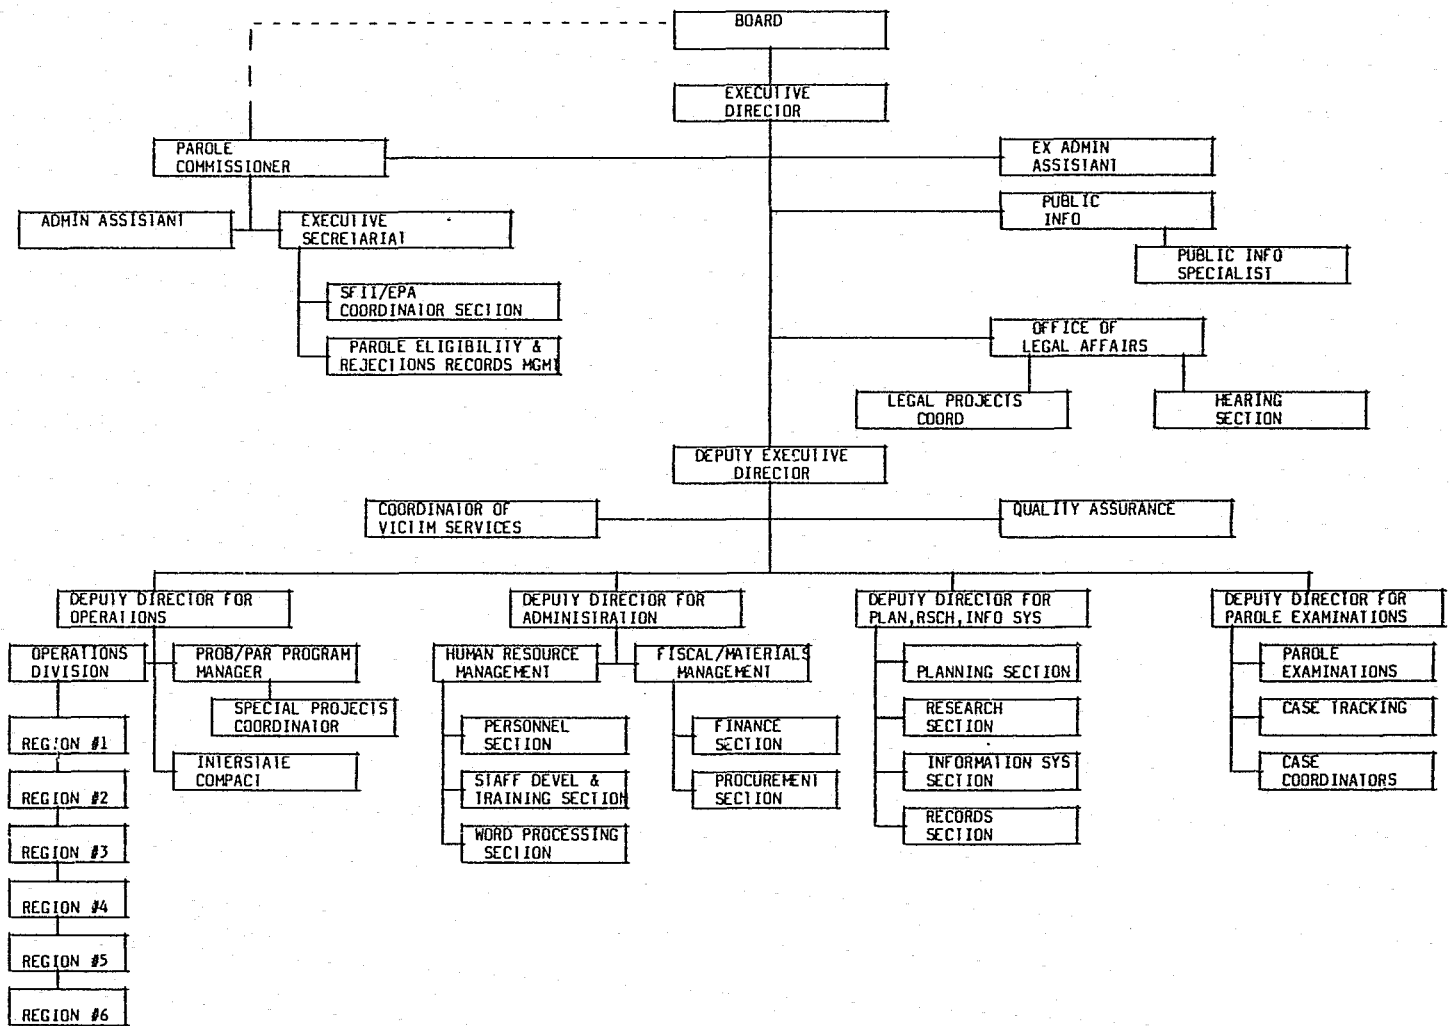 BOARD
EXECUTIVE
DIRECTOR
PAROLE
COMMISSIONER
EX ADMIN
ASSISTANT
ADMIN ASSISTANT
EXECUTIVE
SECRETARIAT
PUBLIC
INFO
PUBLIC INFO
SPECIALIST
SFII/EPA
COORDINATOR SECTION
PAROLE ELIGIBILITY &
REJECTIONS RECORDS MGMT
OFFICE OF
LEGAL AFFAIRS
LEGAL PROJECTS
COORD
HEARING
SECTION
DEPUTY EXECUTIVE
DIRECTOR
COORDINATOR OF
VICTIM SERVICES
QUALITY ASSURANCE
DEPUTY DIRECTOR FOR
OPERATIONS
DEPUTY DIRECTOR FOR
ADMINISTRATION
DEPUTY DIRECTOR FOR
PLAN,RSCH,INFO SYS
DEPUTY DIRECTOR FOR
PAROLE EXAMINATIONS
OPERATIONS
DIVISION
PROB/PAR PROGRAM
MANAGER
SPECIAL PROJECTS
COORDINATOR
INTERSTATE
COMPACT
REGION #1
REGION #2
REGION #3
REGION #4
REGION #5
REGION #6
HUMAN RESOURCE
MANAGEMENT
FISCAL/MATERIALS
MANAGEMENT
PERSONNEL
SECTION
STAFF DEVEL &
TRAINING SECTION
WORD PROCESSING
SECTION
FINANCE
SECTION
PROCUREMENT
SECTION
PLANNING SECTION
RESEARCH
SECTION
INFORMATION SYS
SECTION
RECORDS
SECTION
PAROLE
EXAMINATIONS
CASE TRACKING
CASE
COORDINATORS